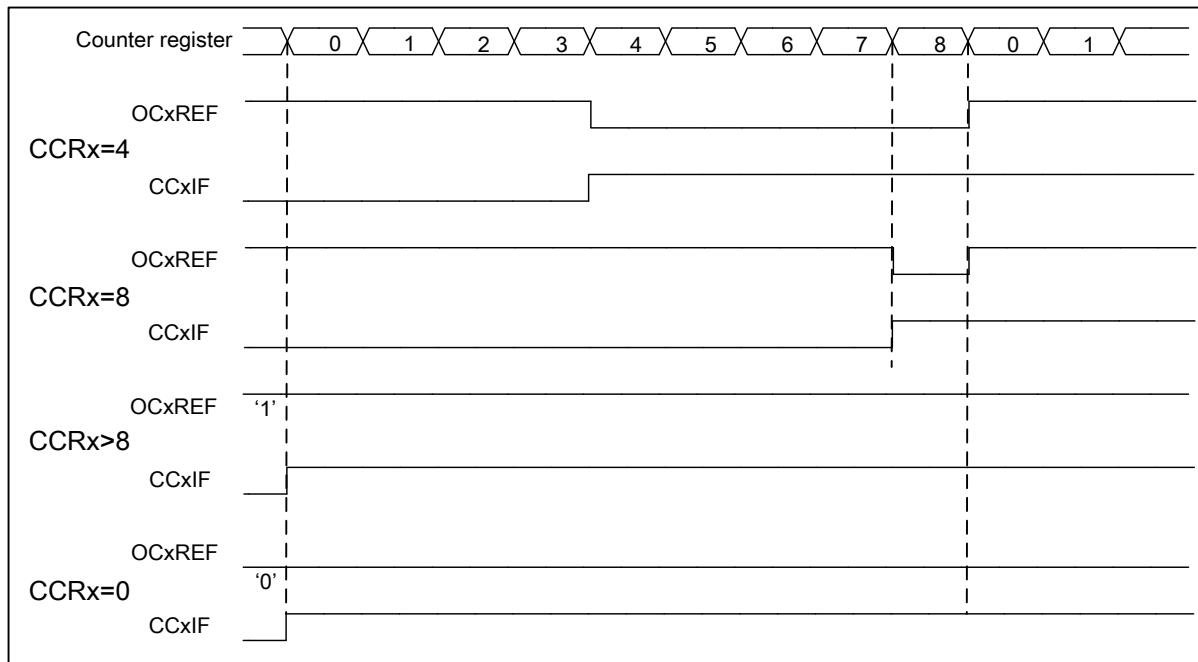 Counter register 0 1 2 3 4 5 6 7 8 0 1
OCxREF
CCRx=4
CCxIF
OCxREF
CCRx=8
CCxIF
OCxREF ‘1’
CCRx>8
CCxIF
OCxREF
‘0’
CCRx=0
CCxIF